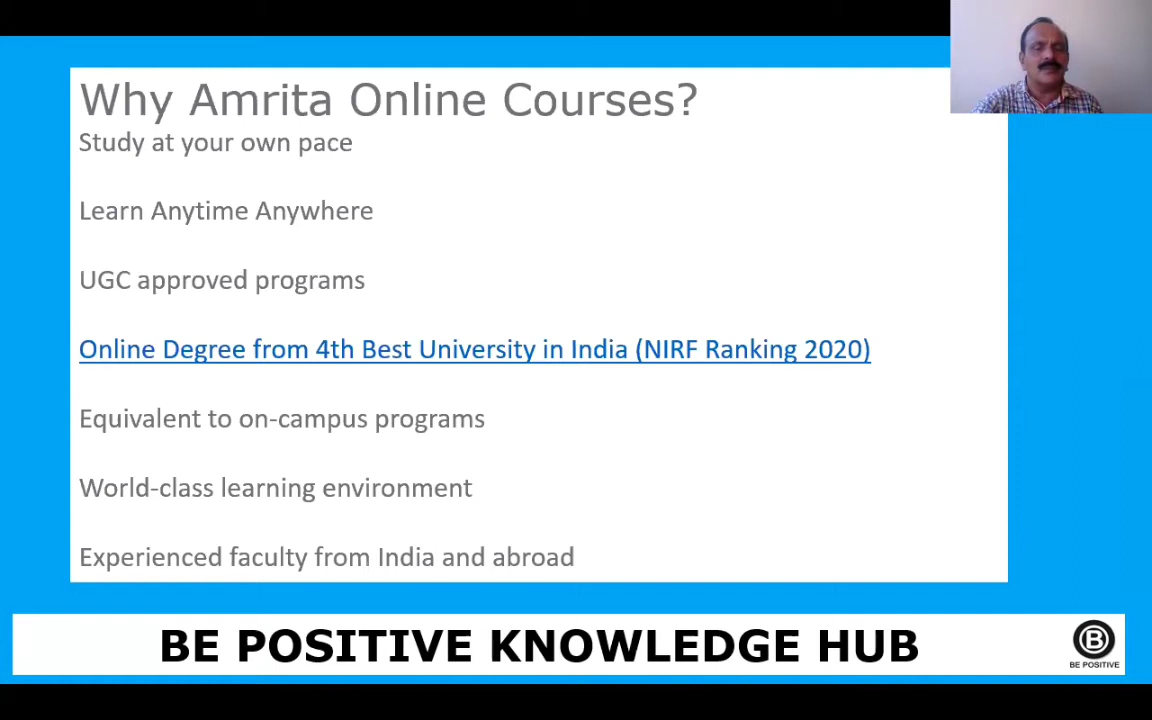 Why Amrita Online Courses?
Study at your own pace
Learn Anytime Anywhere
UGC approved programs
Online Degree from 4th Best University in India (NIRF Ranking 2020)
Equivalent to on-campus programs
World-class learning environment
Experienced faculty from India and abroad
BE POSITIVE KNOWLEDGE HUB
B
BE POSITIVE